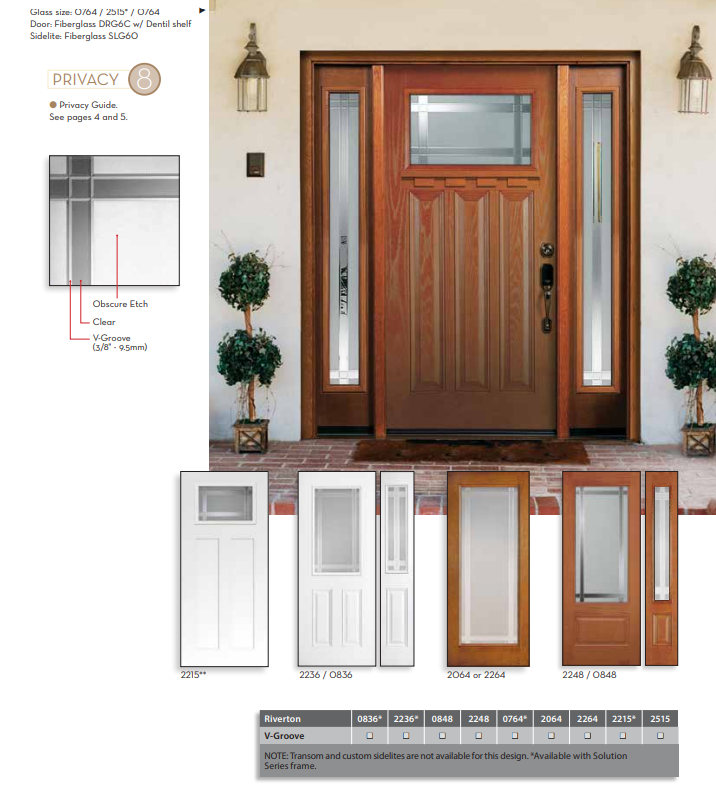 Glass size: 0764 / 2515* / 0764
Door: Fiberglass DRG6C w/ Dentil shelf
Sidelite: Fiberglass SLG60
PRIVACY 8
Privacy Guide.
See pages 4 and 5.
Obscure Etch
Clear
V-Groove
(3/8" - 9.5mm)
2215**
2236 / 0836
2064 or 2264
2248 / 0848
Riverton 0836* 2236* 0848 2248 0764* 2064 2264 2215* 2515
V-Groove ❑ ❑ ❑ ❑ ❑ ❑ ❑ ❑ ❑
NOTE: Transom and custom sidelites are not available for this design. *Available with Solution
Series frame.